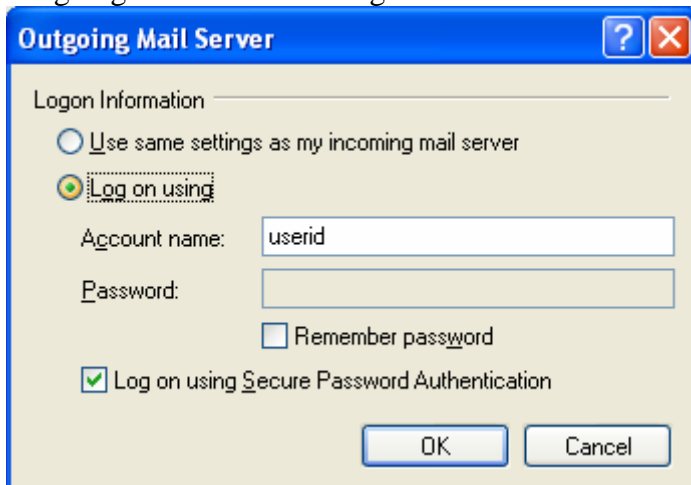 Outgoing Mail Server
Logon Information
Use same settings as my incoming mail server
Log on using
Account name: userid
Password:
Remember password
Log on using Secure Password Authentication
OK Cancel